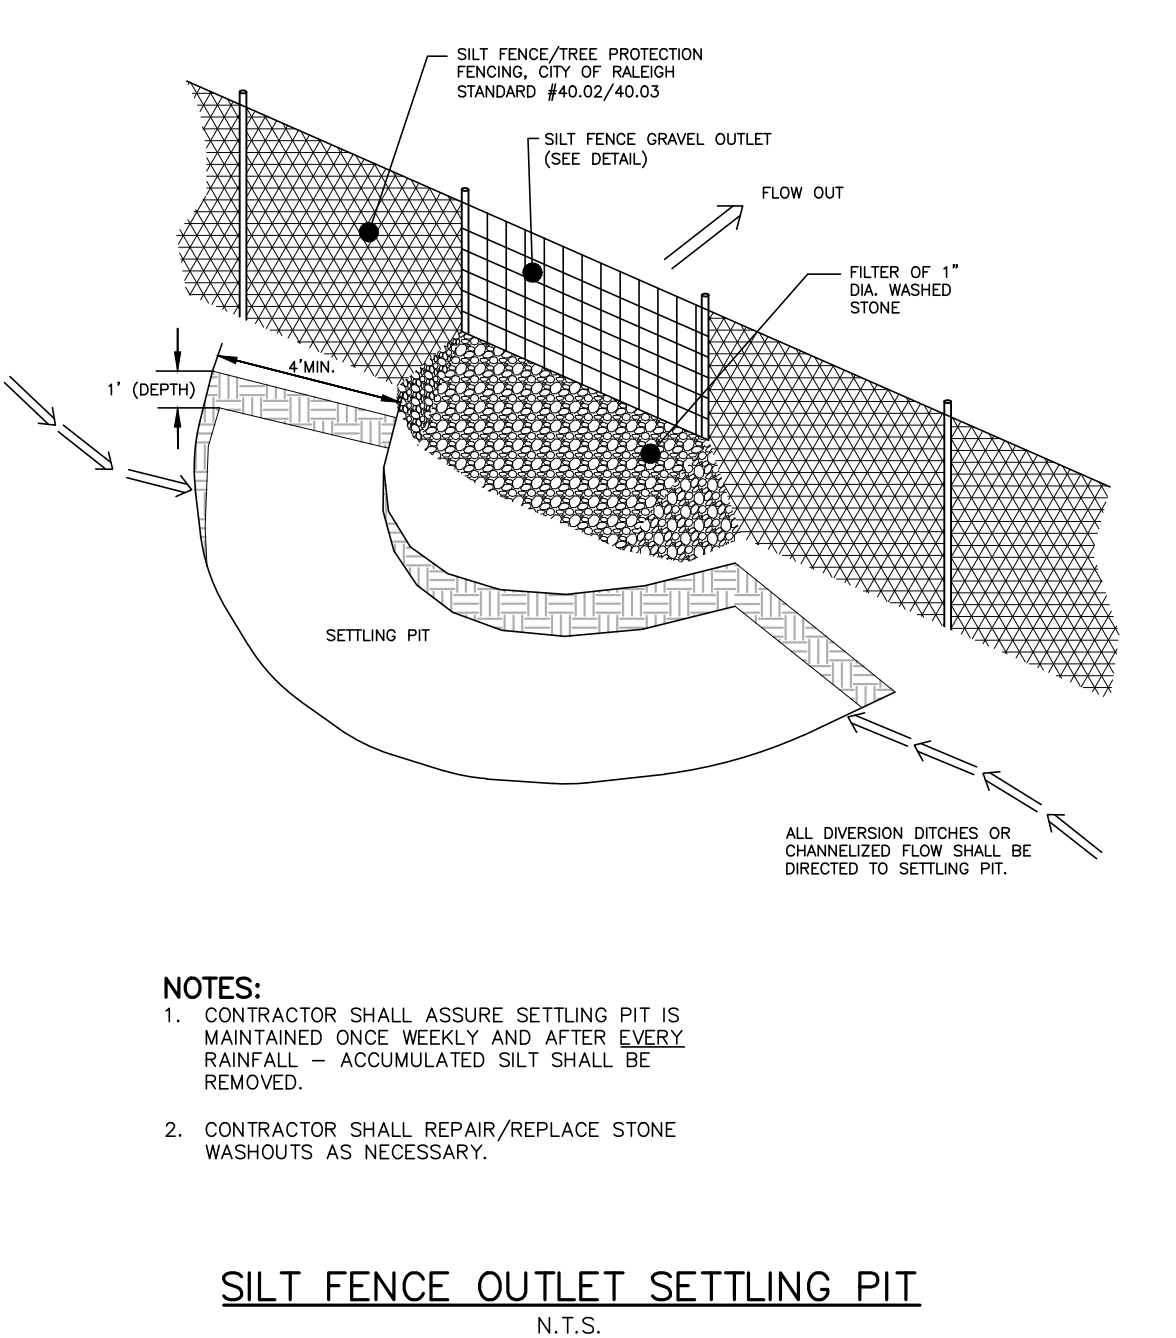 SILT FENCE/TREE PROTECTION
FENCING, CITY OF RALEIGH
STANDARD #40.02/40.03
SILT FENCE GRAVEL OUTLET
(SEE DETAIL)
FLOW OUT
FILTER OF 1"
DIA. WASHED
STONE
4'MIN.
1' (DEPTH)
SETTLING PIT
ALL DIVERSION DITCHES OR
CHANNELIZED FLOW SHALL BE
DIRECTED TO SETTLING PIT.
NOTES:
1. CONTRACTOR SHALL ASSURE SETTLING PIT IS
MAINTAINED ONCE WEEKLY AND AFTER EVERY
RAINFALL – ACCUMULATED SILT SHALL BE
REMOVED.
2. CONTRACTOR SHALL REPAIR/REPLACE STONE
WASHOUTS AS NECESSARY.
SILT FENCE OUTLET SETTLING PIT
N.T.S.